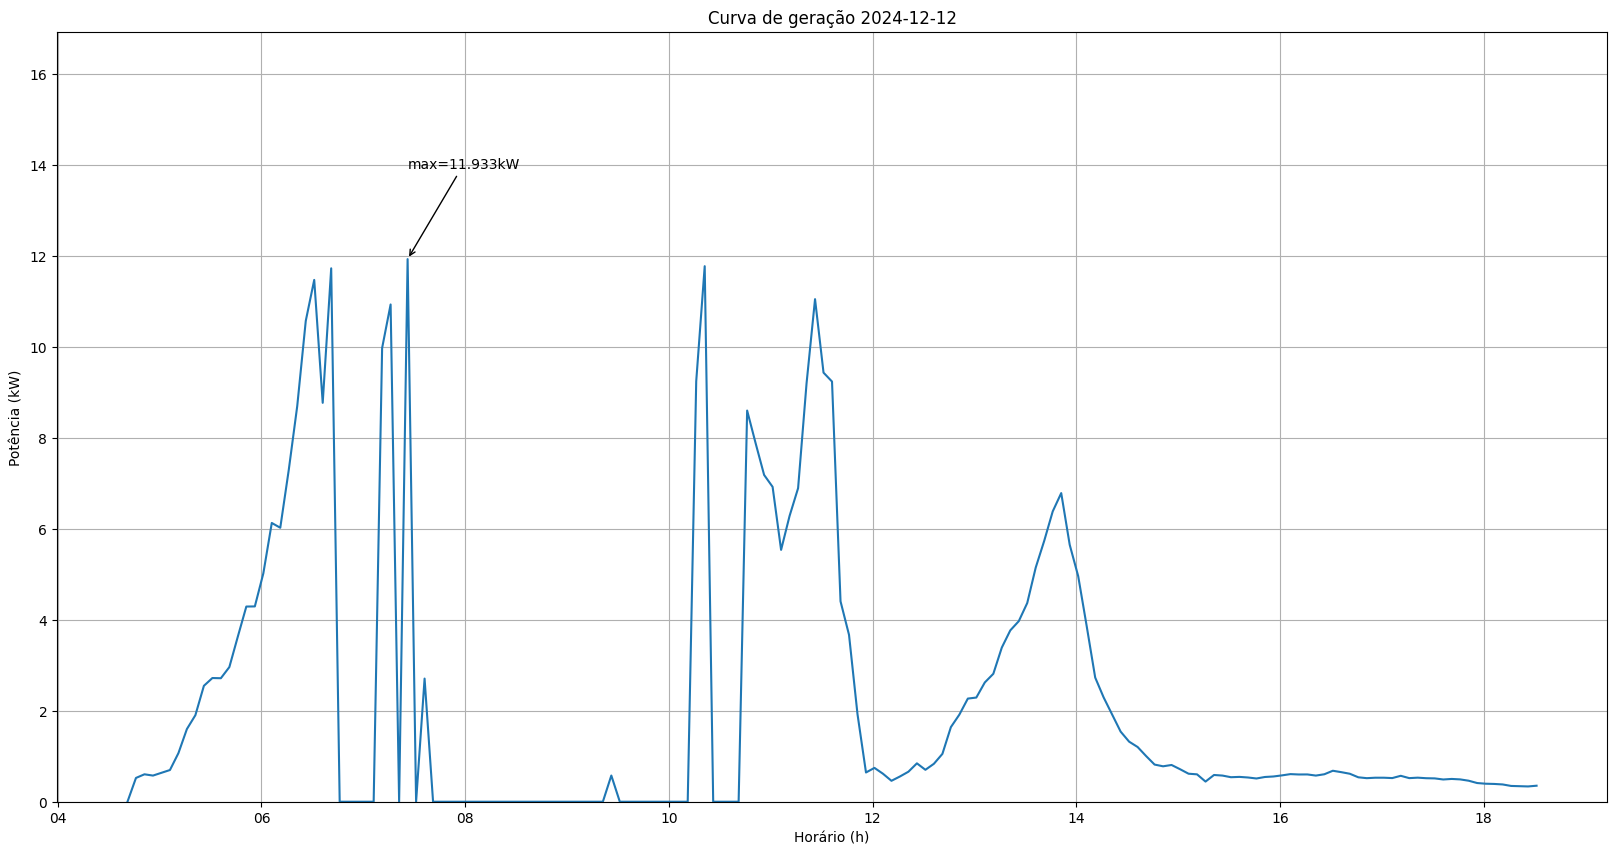 Curva de geração 2024-12-12
16
14
max=11.933kW
12
10
8
Potência (kW)
6
4
2
0
04 06 08 10 12 14 16 18
Horário (h)